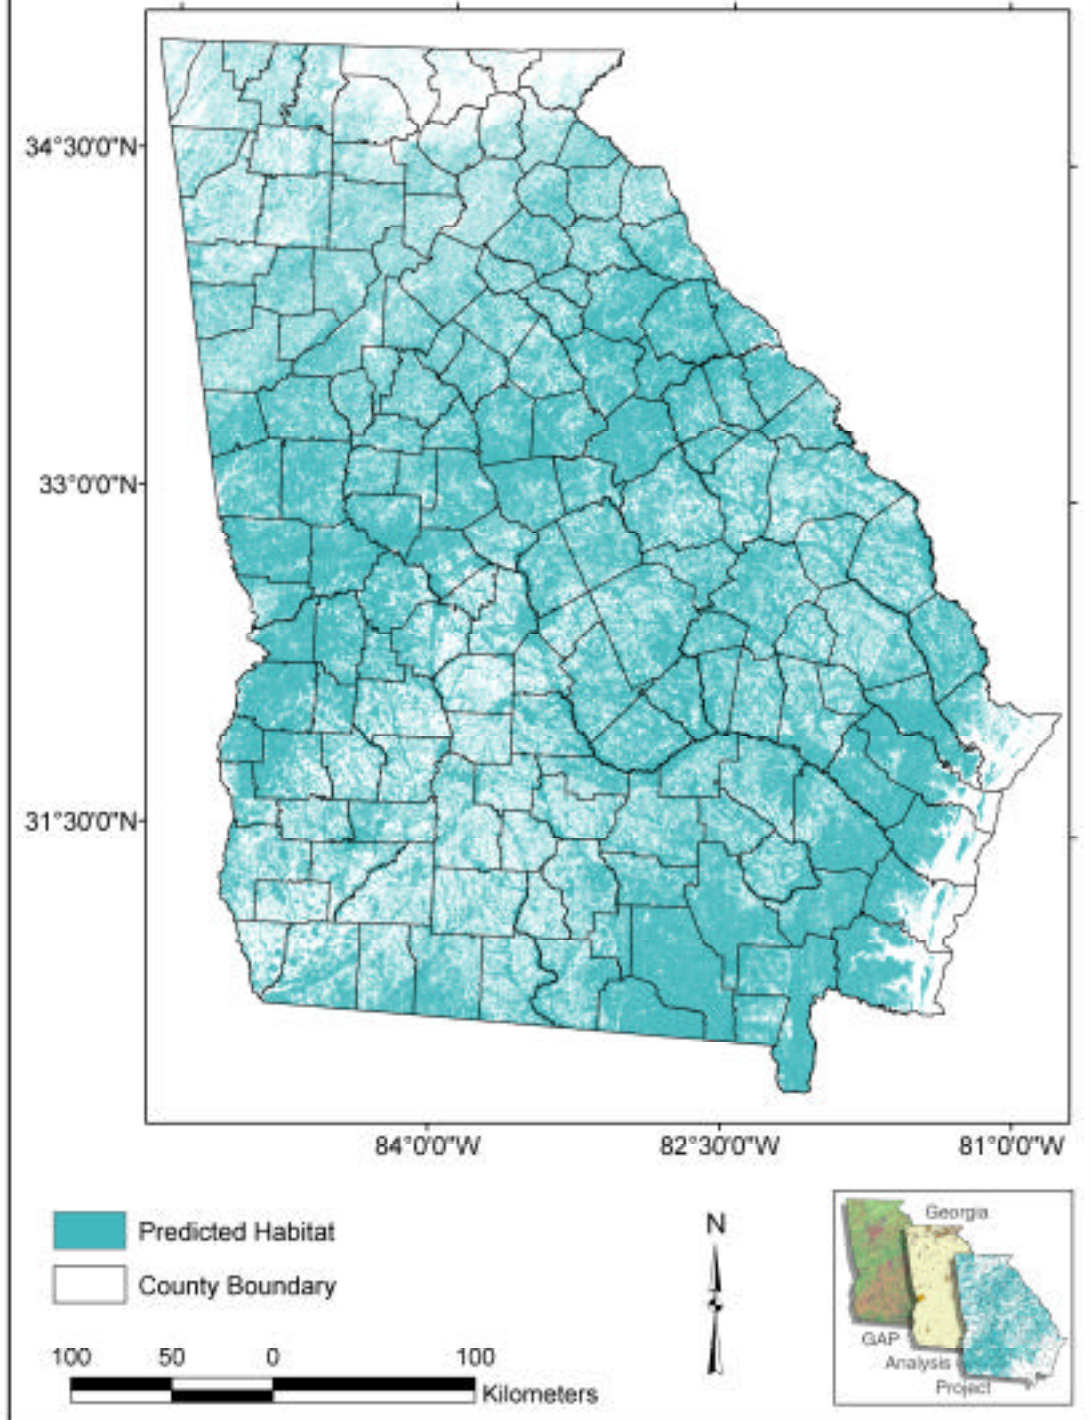 34°30'0"N
33°0'0"N
31°30'0"N
84°0'0"W 82°30'0"W 81°0'0"W
Predicted Habitat
County Boundary
N
100 50 0 100
Kilometers
Georgia
GAP
Analysis
Project